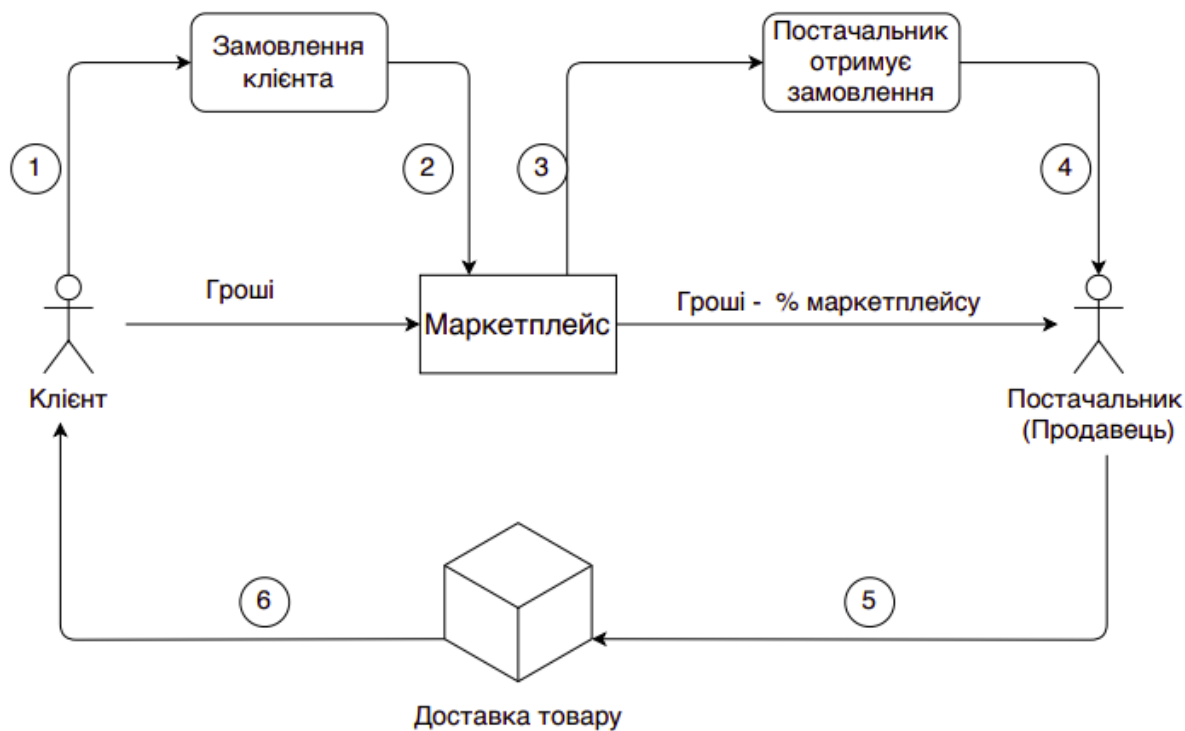 Замовлення
клієнта
Постачальник
отримує
замовлення
1
2
3
4
Гроші
Маркетплейс
Гроші - % маркетплейсу
Клієнт
Постачальник
(Продавець)
6
5
Доставка товару